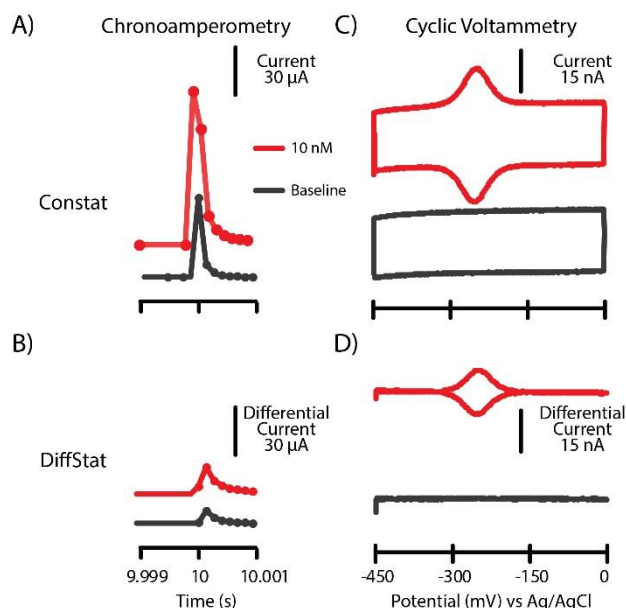 A)
Chronoamperometry
Current
30 μA
10 nM
Baseline
Constat
C)
Cyclic Voltammetry
Current
15 nA
B)
Differential
Current
30 μA
DiffStat
9.999
10
10.001
Time (s)
D)
Differential
Current
15 nA
-450
-300
-150
0
Potential (mV) vs Ag/AgCl